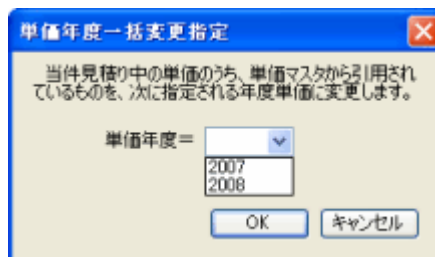 単価年度一括変更指定
当件見積り中の単価のうち、単価マスタから引用され
ているものを、次に指定される年度単価に変更します。
単価年度＝
2007
2008
OK キャンセル